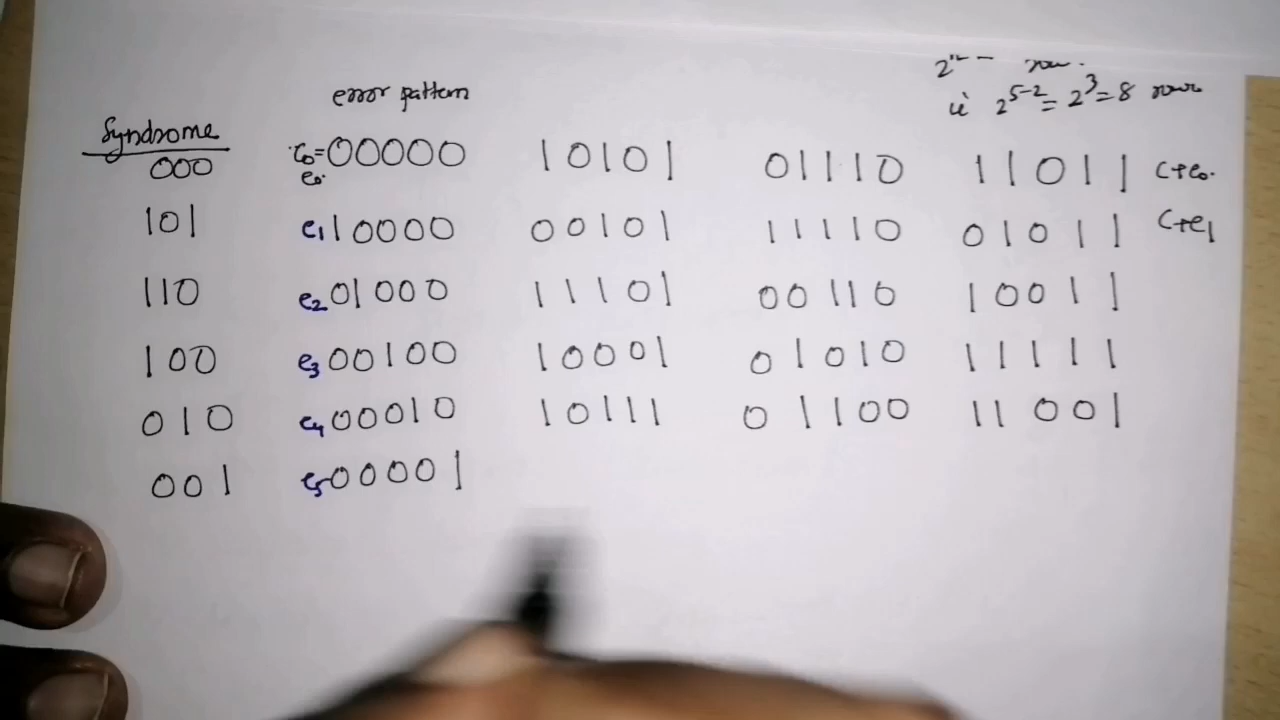 error pattern
ie 2^5-2 = 2^3 = 8 rows
Syndrome
000 c0=00000 10101 01110 11011 C+e0.
e0
101 e1 10000 00101 11110 01011 C+e1
110 e2 01000 11101 00110 10011
100 e3 00100 10001 01010 11111
010 e4 00010 10111 01100 11001
001 e5 00001